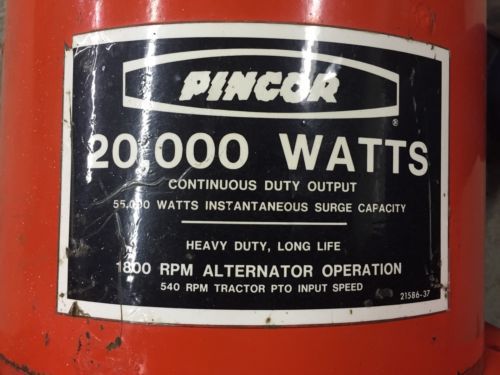 PINCOR
®
20,000 WATTS
CONTINUOUS DUTY OUTPUT
55,000 WATTS INSTANTANEOUS SURGE CAPACITY
HEAVY DUTY, LONG LIFE
1800 RPM ALTERNATOR OPERATION
540 RPM TRACTOR PTO INPUT SPEED
215B6-37